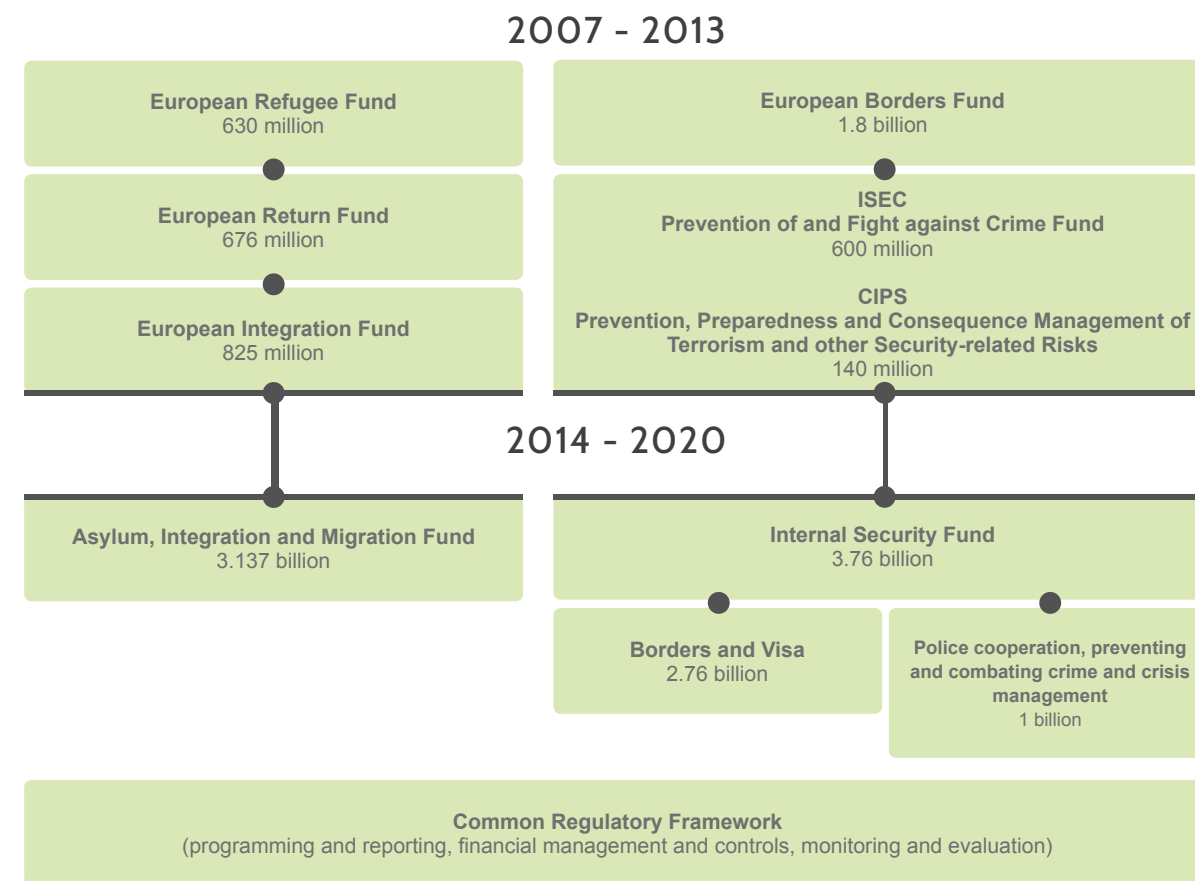 2007 - 2013
European Refugee Fund
630 million
European Return Fund
676 million
European Integration Fund
825 million
European Borders Fund
1.8 billion
ISEC
Prevention of and Fight against Crime Fund
600 million
CIPS
Prevention, Preparedness and Consequence Management of
Terrorism and other Security-related Risks
140 million
2014 - 2020
Asylum, Integration and Migration Fund
3.137 billion
Internal Security Fund
3.76 billion
Borders and Visa
2.76 billion
Police cooperation, preventing
and combating crime and crisis
management
1 billion
Common Regulatory Framework
(programming and reporting, financial management and controls, monitoring and evaluation)